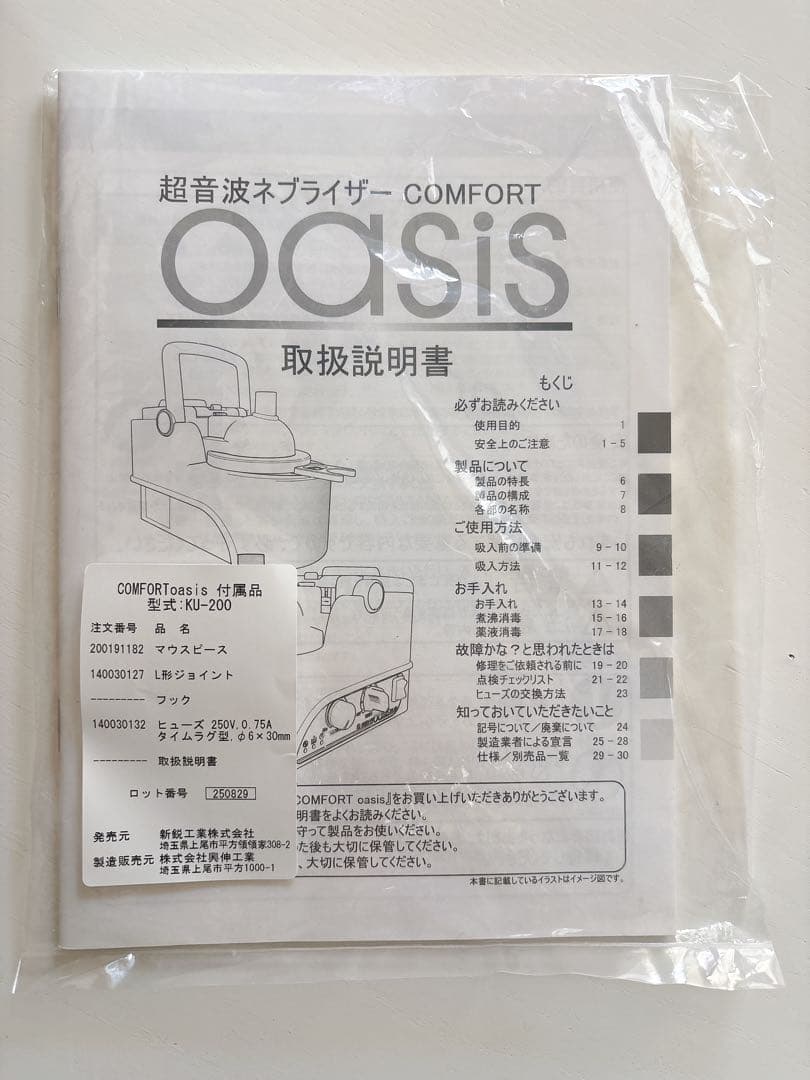 超音波ネブライザー COMFORT
oasis
取扱説明書
もくじ
必ずお読みください
使用目的 1
安全上のご注意 1-5
製品について
製品の特長 6
製品の構成 7
各部の名称 8
ご使用方法
吸入前の準備 9-10
吸入方法 11-12
お手入れ
お手入れ 13-14
煮沸消毒 15-16
薬液消毒 17-18
故障かな?と思われたときは
修理をご依頼される前に 19-20
点検チェックリスト 21-22
ヒューズの交換方法 23
知っておいていただきたいこと
記号について/廃棄について 24
製造業者による宣言 25-28
仕様/別売品一覧 29-30
COMFORT oasis』をお買い上げいただきありがとうございます。
明書をよお読みください。
守って製品をお使いください。
た後も大切に保管してください。
、大切に保管してください。
本書に記載しているイラストはイメージ図です。
COMFORToasis 付属品
型式:KU-200
注文番号 品 名
200191182 マウスピース
140030127 L形ジョイント
--------- フック
140030132 ヒューズ 250V,0.75A
タイムラグ型,φ6×30mm
--------- 取扱説明書
ロット番号 250829
発売元 新鋭工業株式会社
埼玉県上尾市平方領領家308-2
製造販売元 株式会社興伸工業
埼玉県上尾市平方1000-1